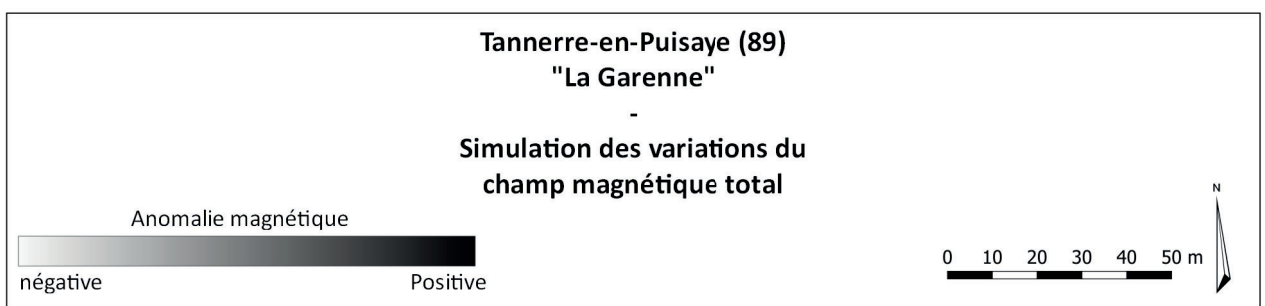 Tannerre-en-Puisaye (89)
"La Garenne"
-
Simulation des variations du
champ magnétique total
Anomalie magnétique
négative Positive
0 10 20 30 40 50 m
N